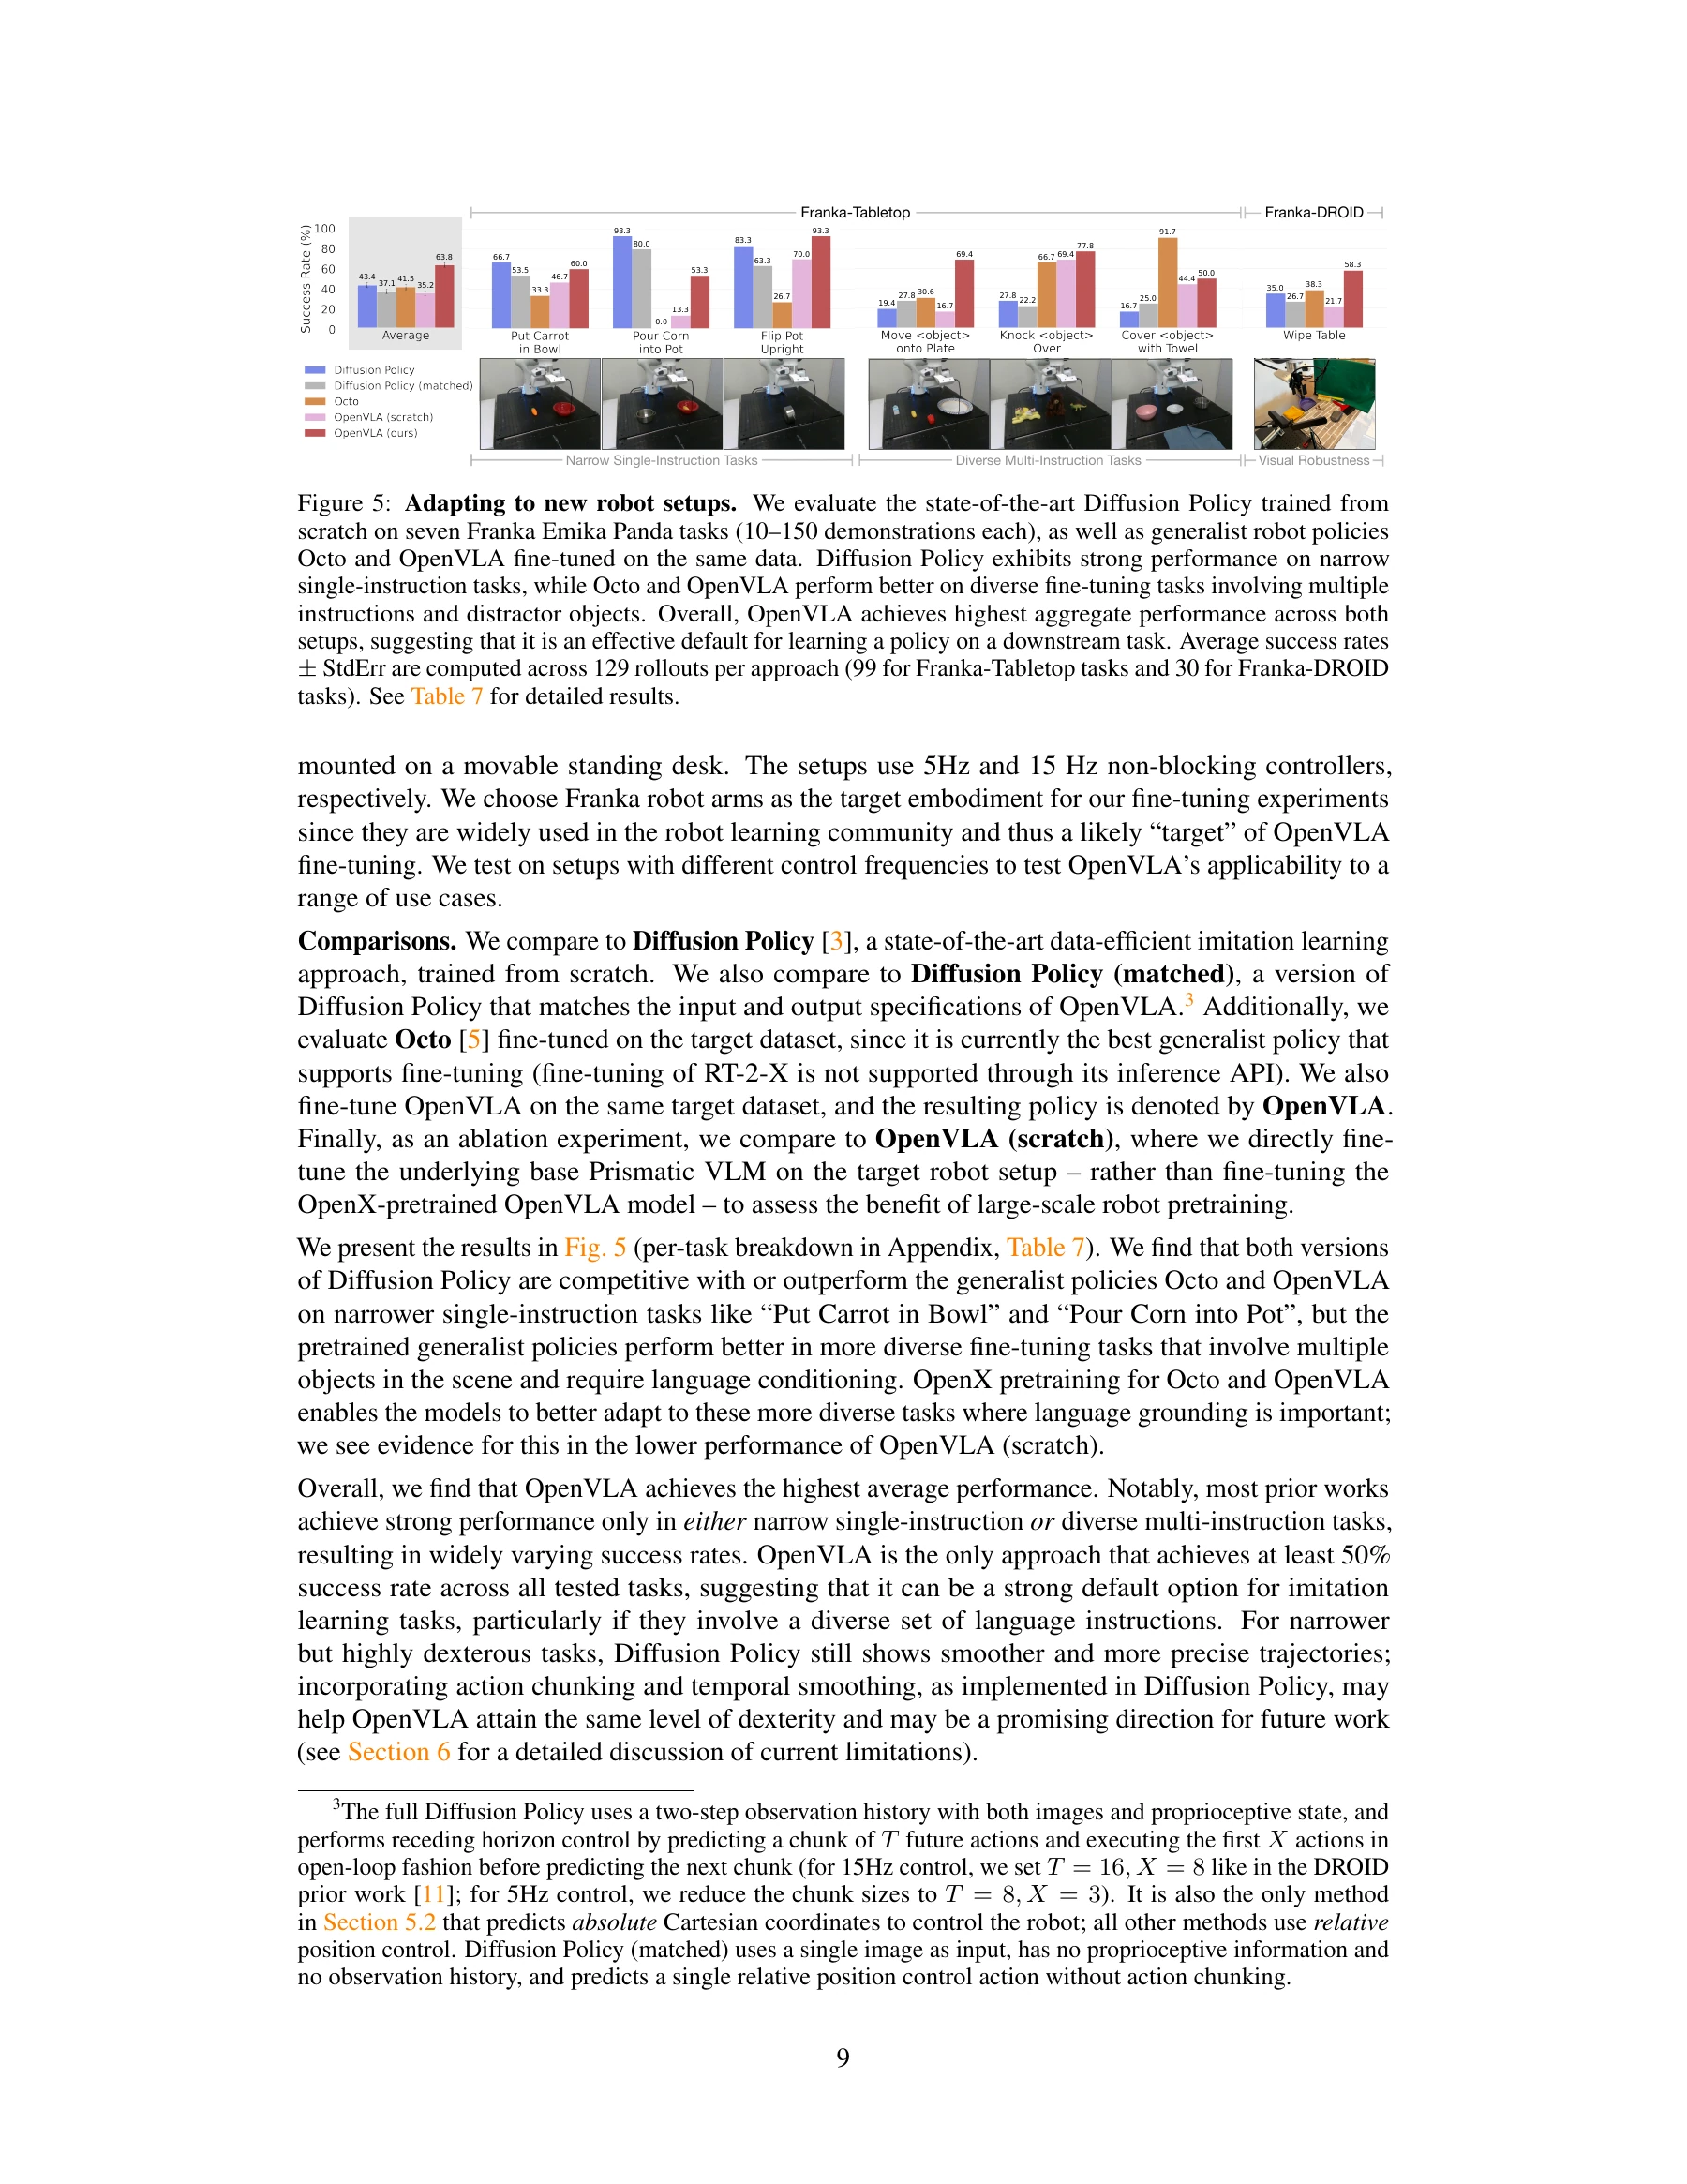 Franka-Tabletop
Franka-DROID
Success Rate (%)
100
80
60
40
20
0
43.4
37.1
41.5
35.2
63.8
Average
66.7
53.5
33.3
46.7
60.0
Put Carrot
in Bowl
93.3
80.0
0.0
13.3
53.3
Pour Corn
into Pot
83.3
63.3
26.7
70.0
93.3
Flip Pot
Upright
19.4
27.8
30.6
16.7
69.4
Move <object>
onto Plate
27.8
22.2
66.7
69.4
77.8
Knock <object>
Over
16.7
25.0
91.7
44.4
50.0
Cover <object>
with Towel
35.0
26.7
38.3
21.7
58.3
Wipe Table
Diffusion Policy
Diffusion Policy (matched)
Octo
OpenVLA (scratch)
OpenVLA (ours)
Narrow Single-Instruction Tasks
Diverse Multi-Instruction Tasks
Visual Robustness
Figure 5: Adapting to new robot setups. We evaluate the state-of-the-art Diffusion Policy trained from
scratch on seven Franka Emika Panda tasks (10–150 demonstrations each), as well as generalist robot policies
Octo and OpenVLA fine-tuned on the same data. Diffusion Policy exhibits strong performance on narrow
single-instruction tasks, while Octo and OpenVLA perform better on diverse fine-tuning tasks involving multiple
instructions and distractor objects. Overall, OpenVLA achieves highest aggregate performance across both
setups, suggesting that it is an effective default for learning a policy on a downstream task. Average success rates
± StdErr are computed across 129 rollouts per approach (99 for Franka-Tabletop tasks and 30 for Franka-DROID
tasks). See Table 7 for detailed results.
mounted on a movable standing desk. The setups use 5Hz and 15 Hz non-blocking controllers,
respectively. We choose Franka robot arms as the target embodiment for our fine-tuning experiments
since they are widely used in the robot learning community and thus a likely “target” of OpenVLA
fine-tuning. We test on setups with different control frequencies to test OpenVLA’s applicability to a
range of use cases.
Comparisons. We compare to Diffusion Policy [3], a state-of-the-art data-efficient imitation learning
approach, trained from scratch. We also compare to Diffusion Policy (matched), a version of
Diffusion Policy that matches the input and output specifications of OpenVLA.3 Additionally, we
evaluate Octo [5] fine-tuned on the target dataset, since it is currently the best generalist policy that
supports fine-tuning (fine-tuning of RT-2-X is not supported through its inference API). We also
fine-tune OpenVLA on the same target dataset, and the resulting policy is denoted by OpenVLA.
Finally, as an ablation experiment, we compare to OpenVLA (scratch), where we directly fine-
tune the underlying base Prismatic VLM on the target robot setup – rather than fine-tuning the
OpenX-pretrained OpenVLA model – to assess the benefit of large-scale robot pretraining.
We present the results in Fig. 5 (per-task breakdown in Appendix, Table 7). We find that both versions
of Diffusion Policy are competitive with or outperform the generalist policies Octo and OpenVLA
on narrower single-instruction tasks like “Put Carrot in Bowl” and “Pour Corn into Pot”, but the
pretrained generalist policies perform better in more diverse fine-tuning tasks that involve multiple
objects in the scene and require language conditioning. OpenX pretraining for Octo and OpenVLA
enables the models to better adapt to these more diverse tasks where language grounding is important;
we see evidence for this in the lower performance of OpenVLA (scratch).
Overall, we find that OpenVLA achieves the highest average performance. Notably, most prior works
achieve strong performance only in either narrow single-instruction or diverse multi-instruction tasks,
resulting in widely varying success rates. OpenVLA is the only approach that achieves at least 50%
success rate across all tested tasks, suggesting that it can be a strong default option for imitation
learning tasks, particularly if they involve a diverse set of language instructions. For narrower
but highly dexterous tasks, Diffusion Policy still shows smoother and more precise trajectories;
incorporating action chunking and temporal smoothing, as implemented in Diffusion Policy, may
help OpenVLA attain the same level of dexterity and may be a promising direction for future work
(see Section 6 for a detailed discussion of current limitations).
3The full Diffusion Policy uses a two-step observation history with both images and proprioceptive state, and
performs receding horizon control by predicting a chunk of T future actions and executing the first X actions in
open-loop fashion before predicting the next chunk (for 15Hz control, we set T = 16, X = 8 like in the DROID
prior work [11]; for 5Hz control, we reduce the chunk sizes to T = 8, X = 3). It is also the only method
in Section 5.2 that predicts absolute Cartesian coordinates to control the robot; all other methods use relative
position control. Diffusion Policy (matched) uses a single image as input, has no proprioceptive information and
no observation history, and predicts a single relative position control action without action chunking.
9